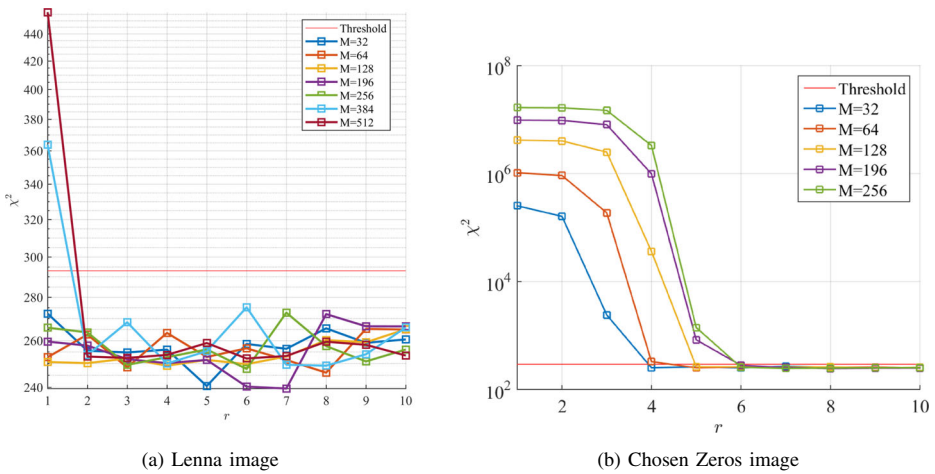 440
420
400
380
360
340
320
300
280
260
240
χ²
1 2 3 4 5 6 7 8 9 10
r
Threshold
M=32
M=64
M=128
M=196
M=256
M=384
M=512
(a) Lenna image
10⁸
10⁶
10⁴
10²
χ²
2 4 6 8 10
r
Threshold
M=32
M=64
M=128
M=196
M=256
(b) Chosen Zeros image